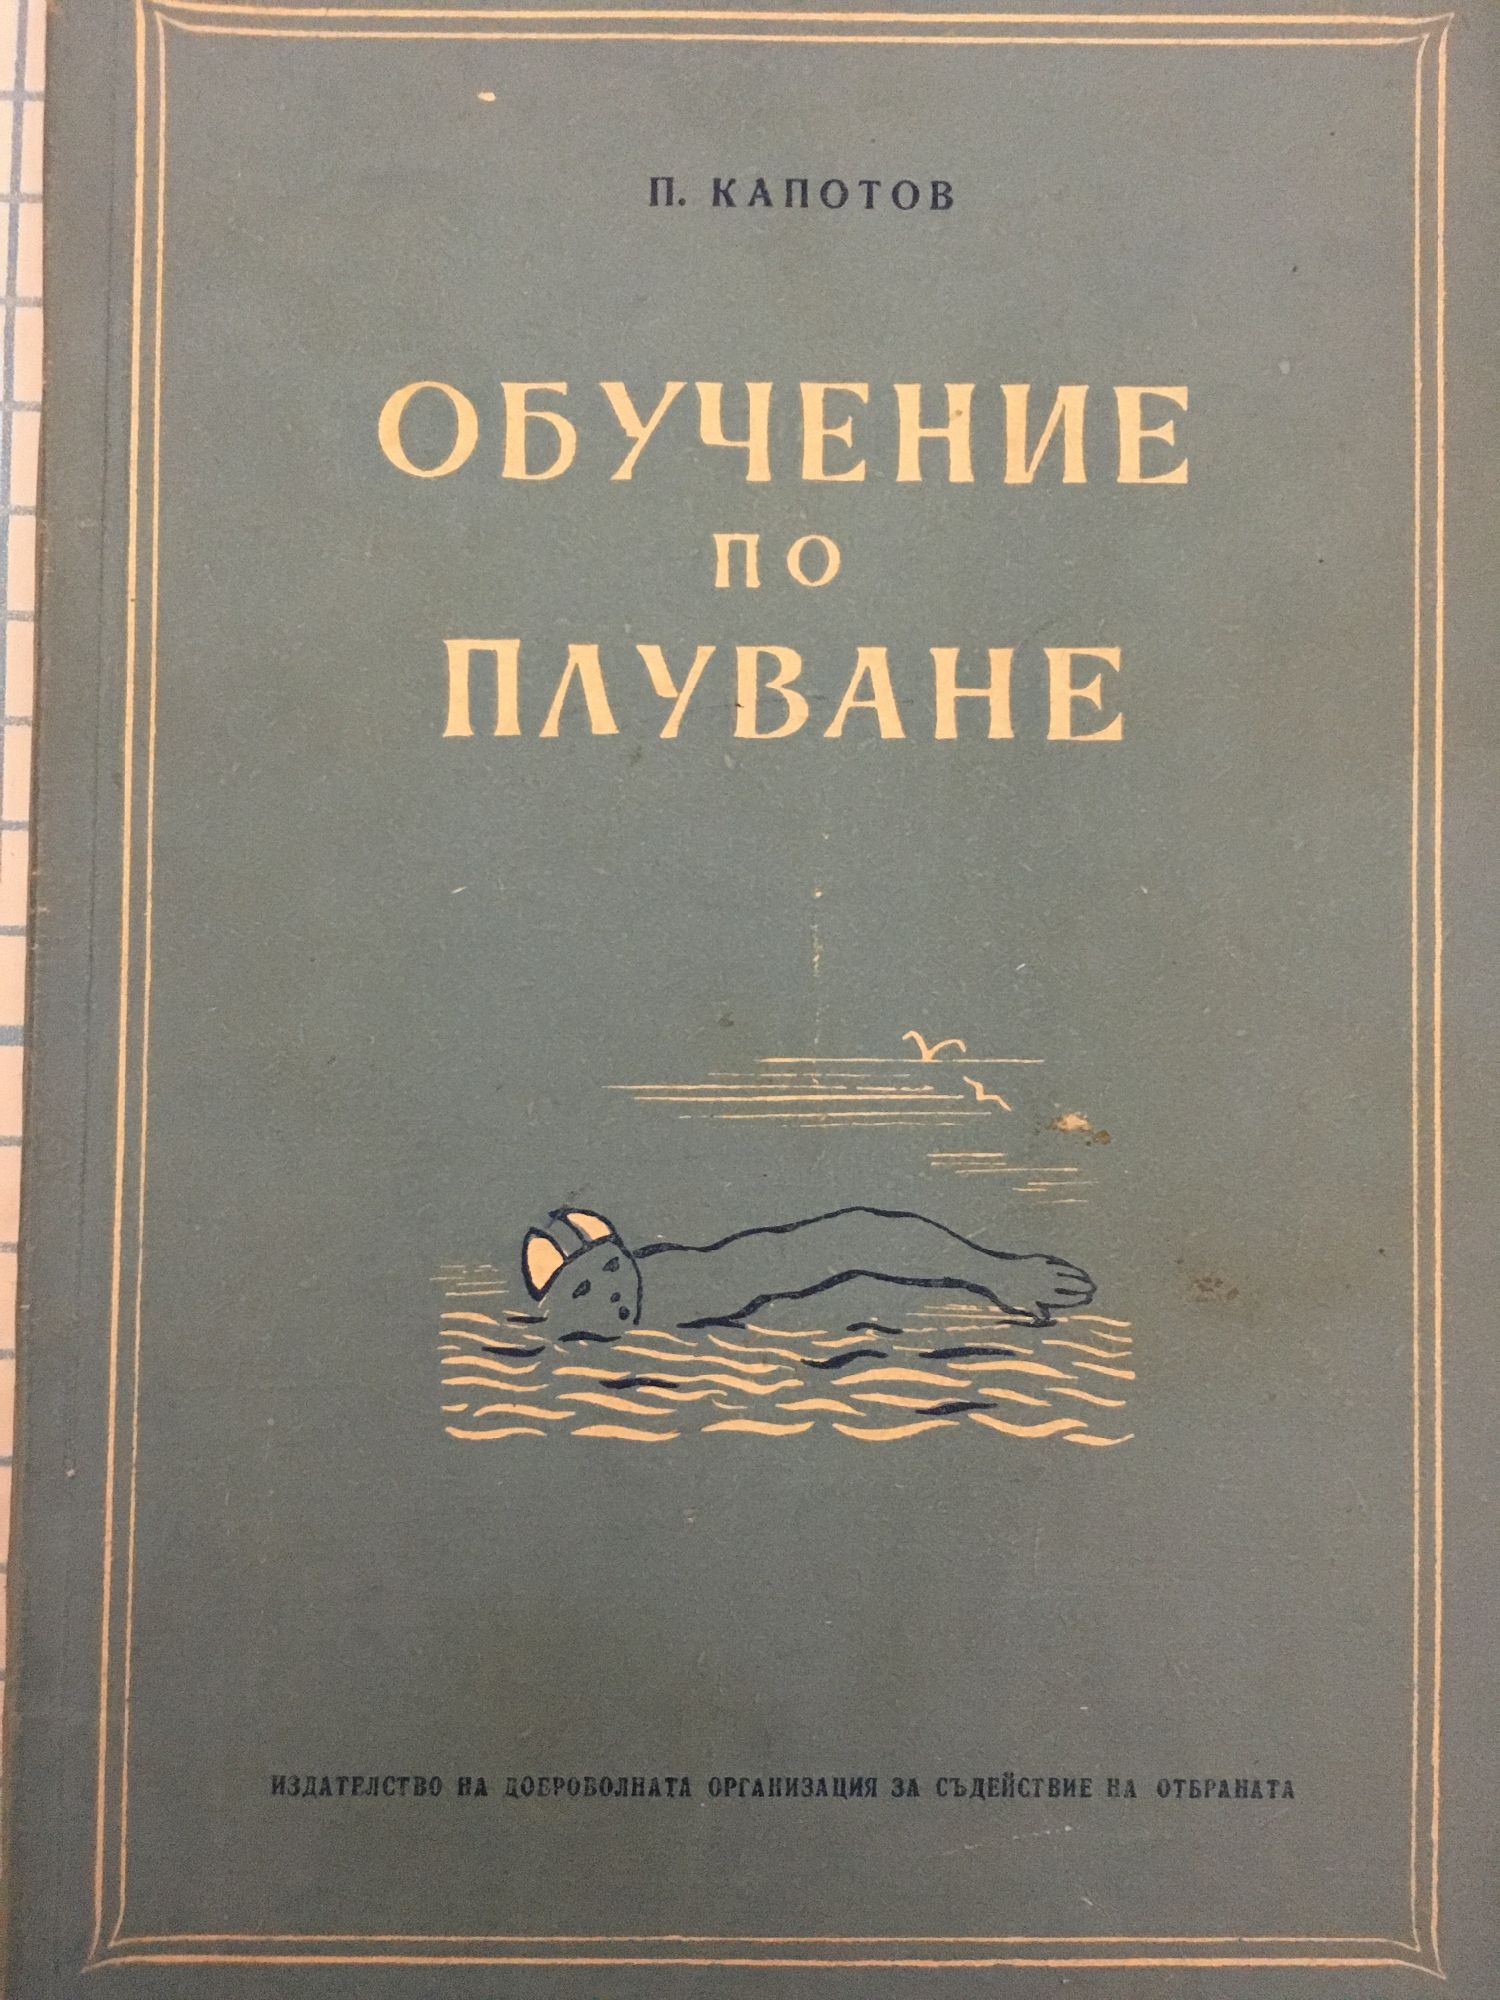 П. КАПОТОВ
ОБУЧЕНИЕ
ПО
ПЛУВАНЕ
ИЗДАТЕЛСТВО НА ДОБРОВОЛНАТА ОРГАНИЗАЦИЯ ЗА СЪДЕЙСТВИЕ НА ОТБРАНАТА